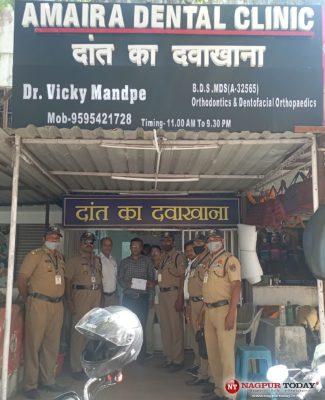 AMAIRA DENTAL CLINIC
दांत का दवाखाना
Dr. Vicky Mandpe
B.D.S.,MDS(A-32565)
Orthodontics & Dentofacial Orthopaedics
Mob-9595421728
Timing- 11.00 AM To 9.30 PM
दांत का दवाखाना
NT NAGPUR TODAY